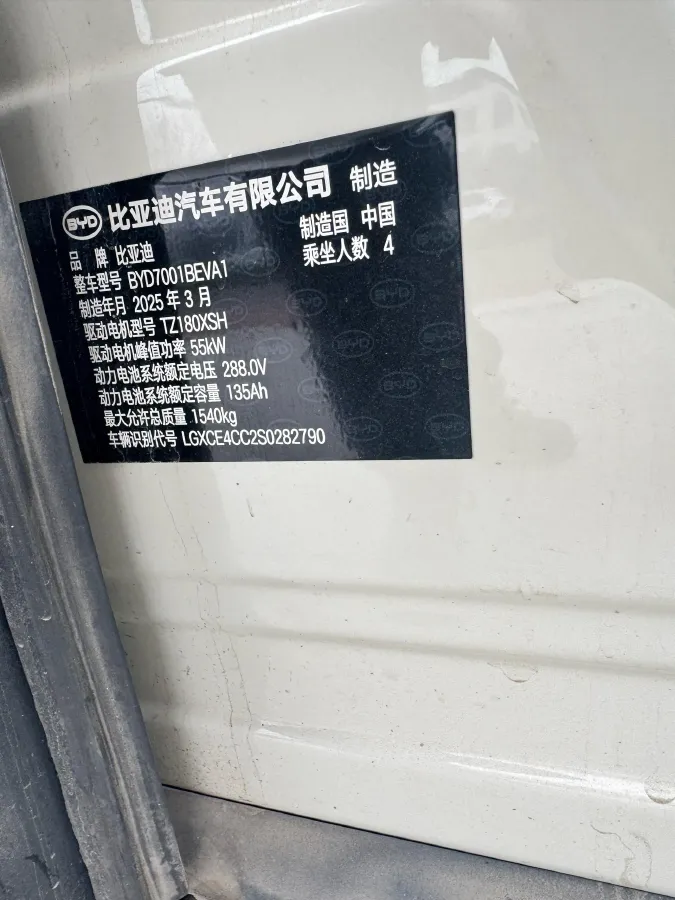 BYD 比亚迪汽车有限公司 制造
制造国 中国
品 牌 比亚迪
乘坐人数 4
整车型号 BYD7001BEVA1
制造年月 2025 年 3 月
驱动电机型号 TZ180XSH
驱动电机峰值功率 55kW
动力电池系统额定电压 288.0V
动力电池系统额定容量 135Ah
最大允许总质量 1540kg
车辆识别代号 LGXCE4CC2S0282790